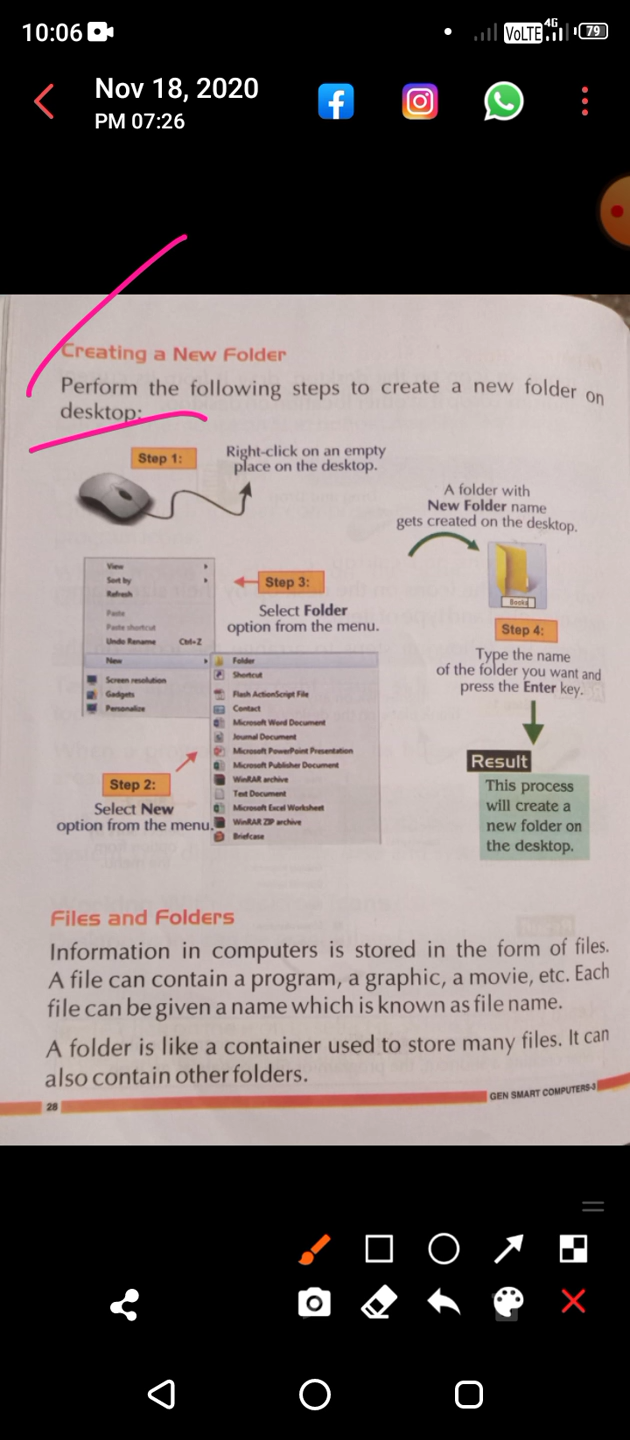 10:06
VoLTE 4G 79
Nov 18, 2020
PM 07:26
Creating a New Folder
Perform the following steps to create a new folder on
desktop:
Step 1:
Right-click on an empty
place on the desktop.
A folder with
New Folder name
gets created on the desktop.
Books
Step 3:
Select Folder
option from the menu.
Step 4:
Type the name
of the folder you want and
press the Enter key.
View
Sort by
Refresh
Paste
Paste shortcut
Undo Rename Ctrl+Z
New
Screen resolution
Gadgets
Personalize
Folder
Shortcut
Flash ActionScript File
Contact
Microsoft Word Document
Journal Document
Microsoft PowerPoint Presentation
Microsoft Publisher Document
WinRAR archive
Text Document
Microsoft Excel Worksheet
WinRAR ZIP archive
Briefcase
Step 2:
Select New
option from the menu.
Result
This process
will create a
new folder on
the desktop.
Files and Folders
Information in computers is stored in the form of files.
A file can contain a program, a graphic, a movie, etc. Each
file can be given a name which is known as file name.
A folder is like a container used to store many files. It can
also contain other folders.
28
GEN SMART COMPUTERS-3